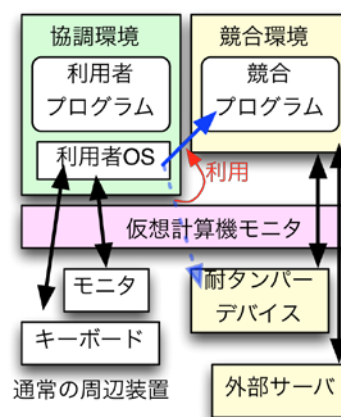 協調環境
利用者
プログラム
利用者OS
競合環境
競合
プログラム
利用
仮想計算機モニタ
モニタ
キーボード
通常の周辺装置
耐タンパー
デバイス
外部サーバ